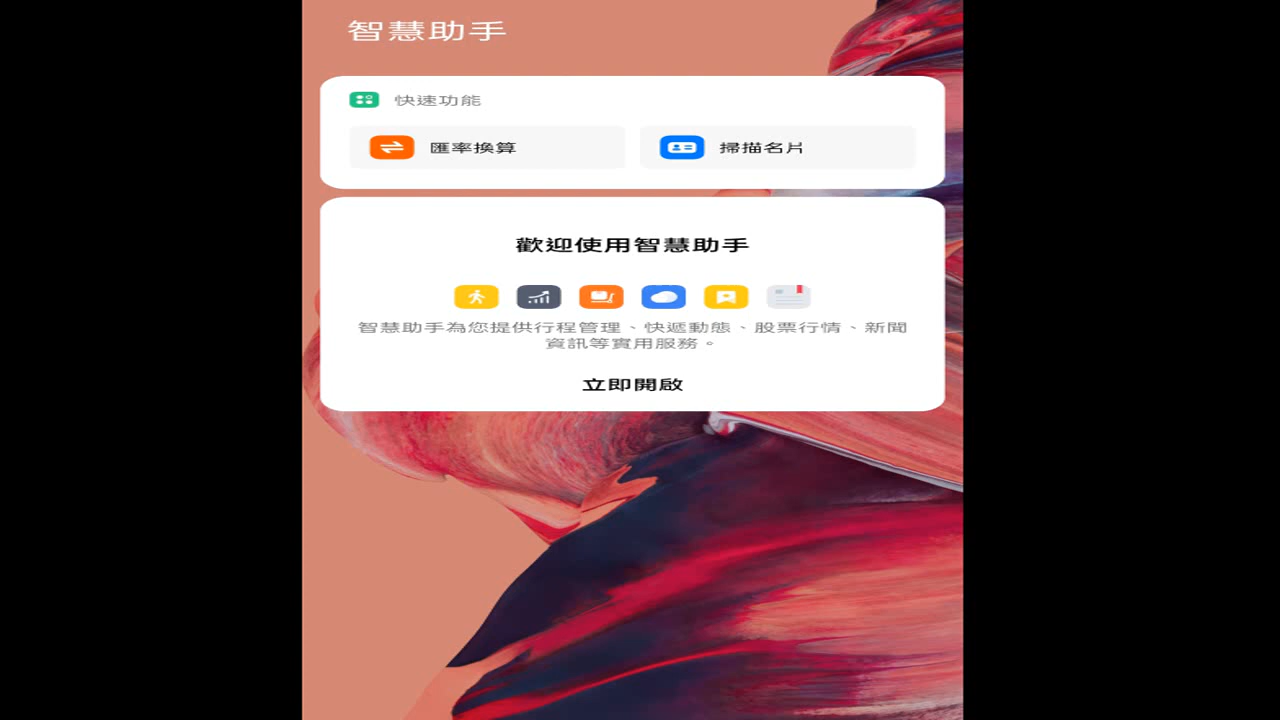 智慧助手
快速功能
匯率換算
掃描名片
歡迎使用智慧助手
智慧助手為您提供行程管理、快遞動態、股票行情、新聞
資訊等實用服務。
立即開啟